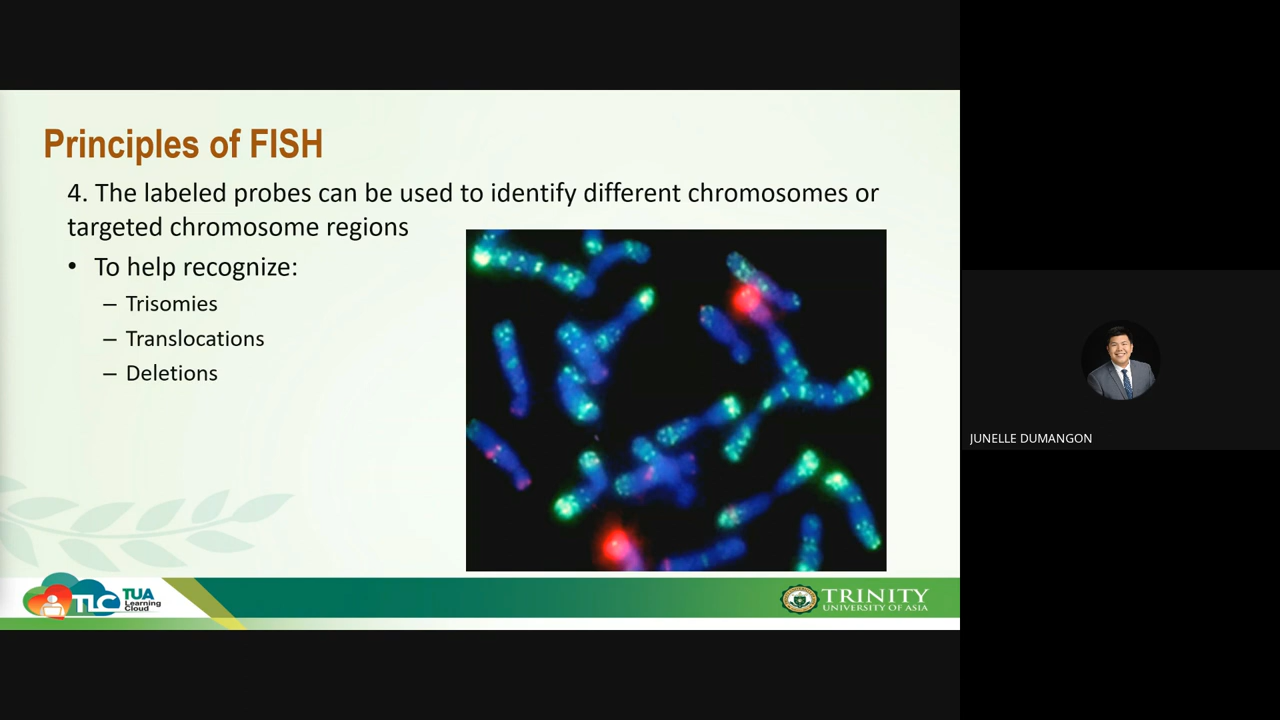 Principles of FISH
4. The labeled probes can be used to identify different chromosomes or
targeted chromosome regions
• To help recognize:
– Trisomies
– Translocations
– Deletions
JUNELLE DUMANGON
TLC
TUA
Learning
Cloud
TRINITY
UNIVERSITY OF ASIA